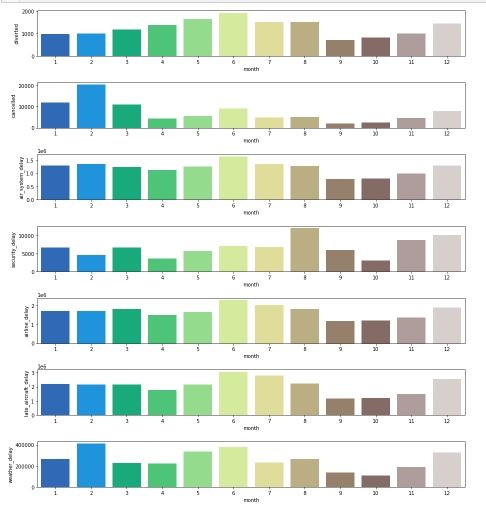 2000
1000
0
diverted
1 2 3 4 5 6 7 8 9 10 11 12
month
20000
10000
0
cancelled
1 2 3 4 5 6 7 8 9 10 11 12
month
1e6
1.5
1.0
0.5
0.0
air_system_delay
1 2 3 4 5 6 7 8 9 10 11 12
month
10000
5000
0
security_delay
1 2 3 4 5 6 7 8 9 10 11 12
month
1e6
2
1
0
airline_delay
1 2 3 4 5 6 7 8 9 10 11 12
month
1e6
3
2
1
0
late_aircraft_delay
1 2 3 4 5 6 7 8 9 10 11 12
month
400000
200000
0
weather_delay
1 2 3 4 5 6 7 8 9 10 11 12
month